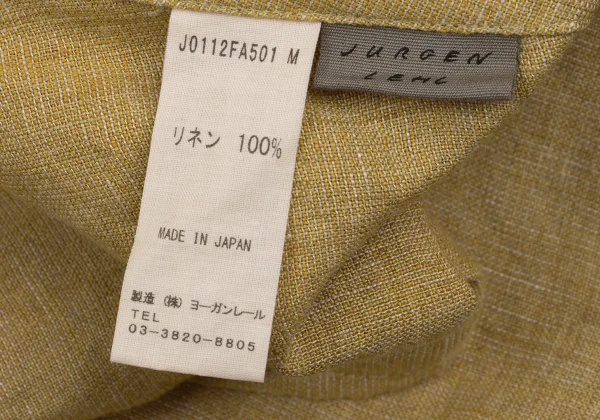 J0112FA501 M
JURGEN
LEHL
リネン 100%
MADE IN JAPAN
製造 (株) ヨーガンレール
TEL
03-3820-8805